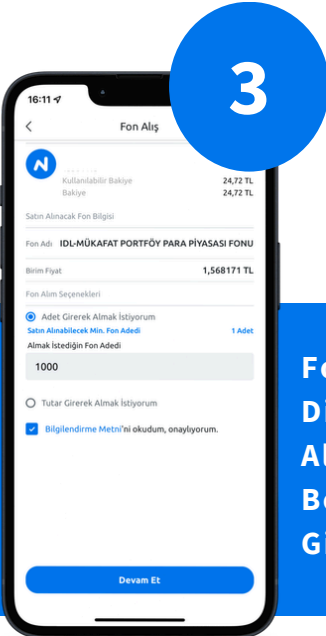 3
16:11
Fon Alış
N
Kullanılabilir Bakiye 24,72 TL
Bakiye 24,72 TL
Satın Alınacak Fon Bilgisi
Fon Adı IDL-MÜKAFAT PORTFÖY PARA PİYASASI FONU
Birim Fiyat 1,568171 TL
Fon Alım Seçenekleri
Adet Girerek Almak İstiyorum
Satın Alınabilecek Min. Fon Adedi 1 Adet
Almak İstediğin Fon Adedi
1000
Tutar Girerek Almak İstiyorum
Bilgilendirme Metni'ni okudum, onaylıyorum.
Devam Et